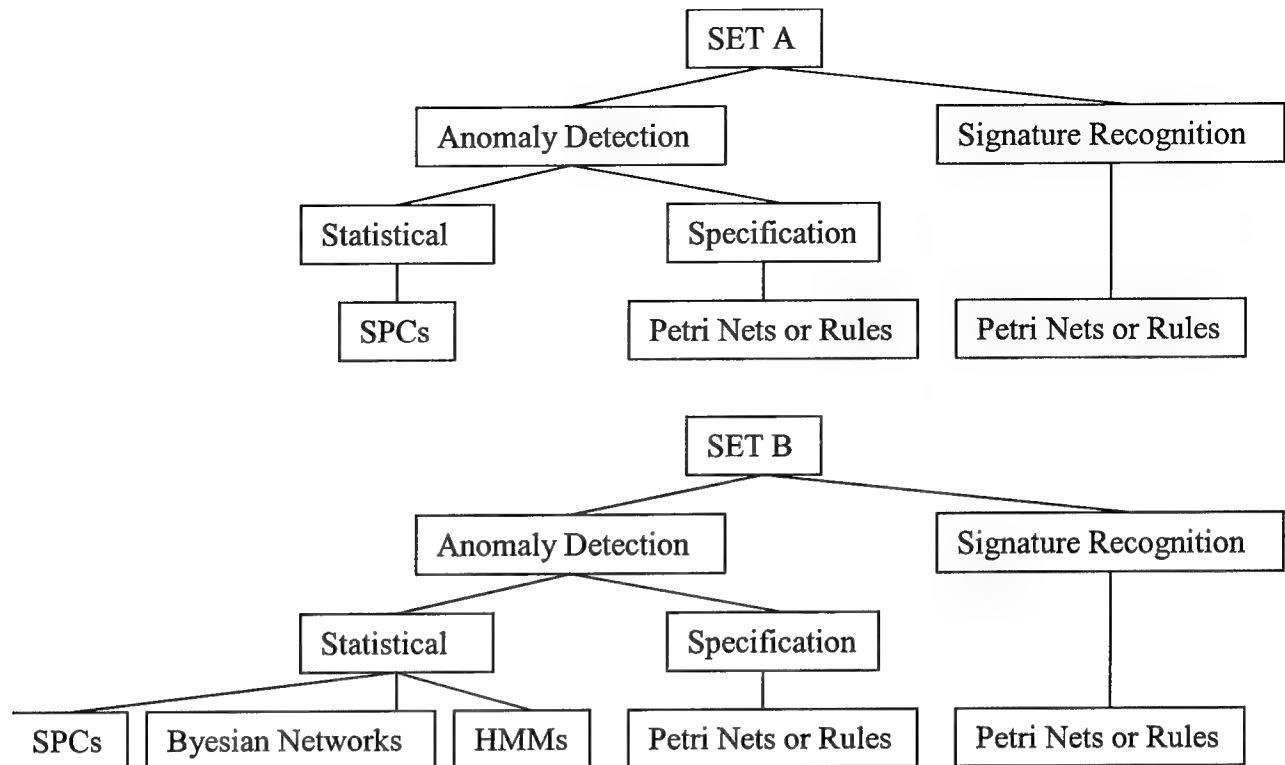 SET A
Anomaly Detection
Signature Recognition
Statistical
Specification
SPCs
Petri Nets or Rules
Petri Nets or Rules
SET B
Anomaly Detection
Signature Recognition
Statistical
Specification
SPCs
Byesian Networks
HMMs
Petri Nets or Rules
Petri Nets or Rules